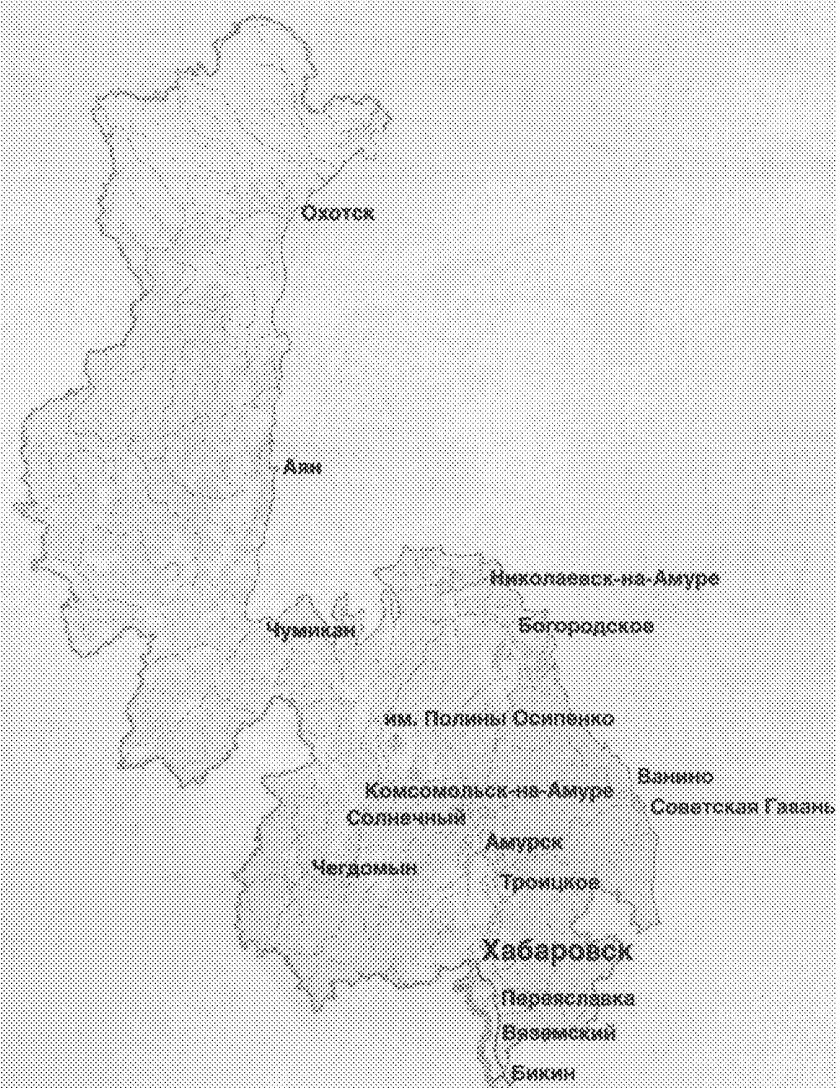 Охотск
Аян
Николаевск-на-Амуре
Чумикан
Богородское
им. Полины Осипенко
Ванино
Комсомольск-на-Амуре
Советская Гавань
Солнечный
Амурск
Чегдомын
Троицкое
Хабаровск
Переяславка
Вяземский
Бикин